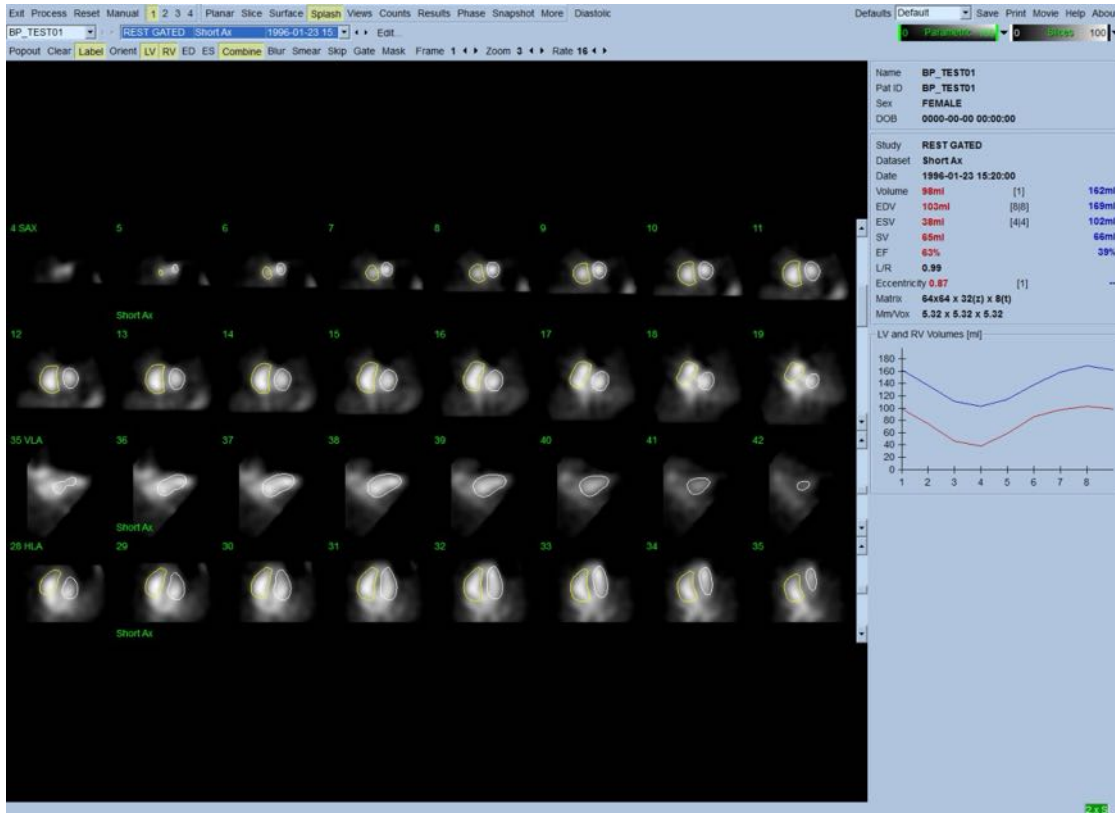 Exit Process Reset Manual 1 2 3 4 Planar Slice Surface Splash Views Counts Results Phase Snapshot More Diastolic Defaults Default Save Print Movie Help Abou
BP_TEST01 REST GATED Short Ax 1996-01-23 15: Edit... 0 Parametric 0 Slices 100
Popout Clear Label Orient LV RV ED ES Combine Blur Smear Skip Gate Mask Frame 1 Zoom 3 Rate 16
Name BP_TEST01
Pat ID BP_TEST01
Sex FEMALE
DOB 0000-00-00 00:00:00
Study REST GATED
Dataset Short Ax
Date 1996-01-23 15:20:00
Volume 98ml [1] 162ml
EDV 103ml [8|8] 169ml
ESV 38ml [4|4] 102ml
SV 65ml 66ml
EF 63% 39%
L/R 0.99
Eccentricity 0.87 [1] --
Matrix 64x64 x 32(z) x 8(t)
Mm/Vox 5.32 x 5.32 x 5.32
LV and RV Volumes [ml]
180
160
140
120
100
80
60
40
20
0
1 2 3 4 5 6 7 8
4 SAX 5 6 7 8 9 10 11
Short Ax
12 13 14 15 16 17 18 19
35 VLA 36 37 38 39 40 41 42
Short Ax
28 HLA 29 30 31 32 33 34 35
Short Ax
2 x S